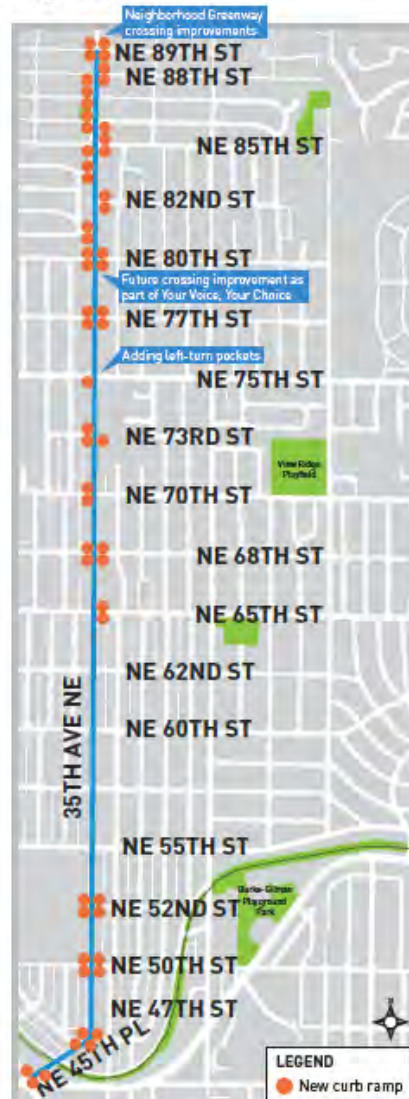 Neighborhood Greenway
crossing improvements
NE 89TH ST
NE 88TH ST
NE 85TH ST
NE 82ND ST
NE 80TH ST
Future crossing improvement as
part of Your Voice, Your Choice
NE 77TH ST
Adding left-turn pockets
NE 75TH ST
NE 73RD ST
View Ridge
Playfield
NE 70TH ST
NE 68TH ST
NE 65TH ST
NE 62ND ST
35TH AVE NE
NE 60TH ST
NE 55TH ST
Burke-Gilman
Playground
Park
NE 52ND ST
NE 50TH ST
NE 47TH ST
NE 45TH PL
N
LEGEND
New curb ramp